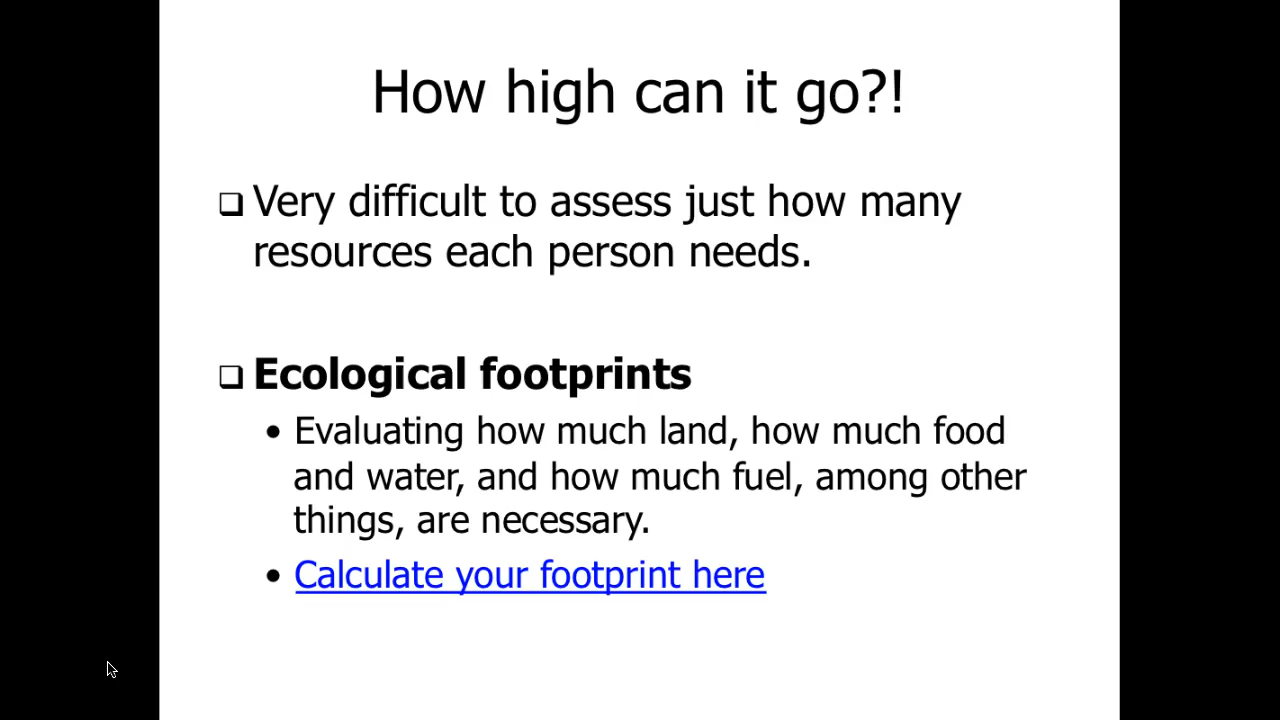 How high can it go?!
Very difficult to assess just how many
resources each person needs.
Ecological footprints
Evaluating how much land, how much food
and water, and how much fuel, among other
things, are necessary.
Calculate your footprint here